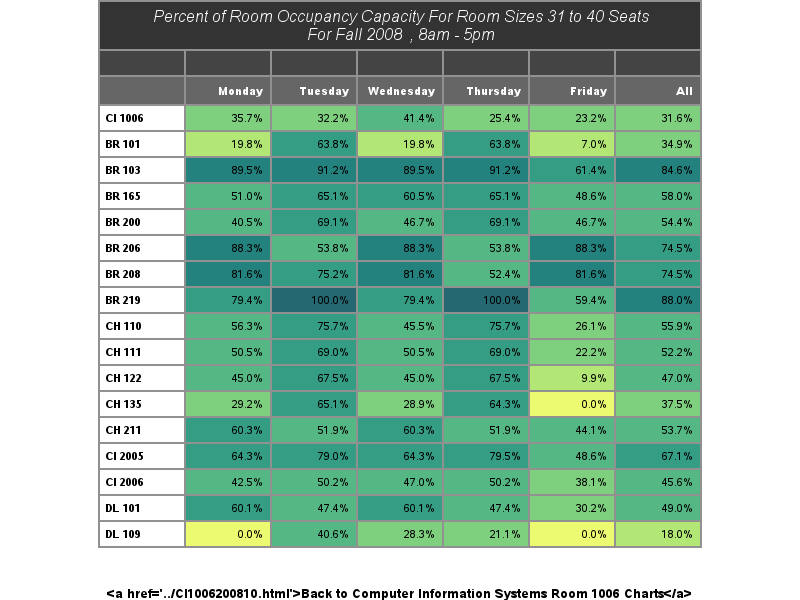 Percent of Room Occupancy Capacity For Room Sizes 31 to 40 Seats
For Fall 2008 , 8am - 5pm
Monday Tuesday Wednesday Thursday Friday All
CI 1006 35.7% 32.2% 41.4% 25.4% 23.2% 31.6%
BR 101 19.8% 63.8% 19.8% 63.8% 7.0% 34.9%
BR 103 89.5% 91.2% 89.5% 91.2% 61.4% 84.6%
BR 165 51.0% 65.1% 60.5% 65.1% 48.6% 58.0%
BR 200 40.5% 69.1% 46.7% 69.1% 46.7% 54.4%
BR 206 88.3% 53.8% 88.3% 53.8% 88.3% 74.5%
BR 208 81.6% 75.2% 81.6% 52.4% 81.6% 74.5%
BR 219 79.4% 100.0% 79.4% 100.0% 59.4% 88.0%
CH 110 56.3% 75.7% 45.5% 75.7% 26.1% 55.9%
CH 111 50.5% 69.0% 50.5% 69.0% 22.2% 52.2%
CH 122 45.0% 67.5% 45.0% 67.5% 9.9% 47.0%
CH 135 29.2% 65.1% 28.9% 64.3% 0.0% 37.5%
CH 211 60.3% 51.9% 60.3% 51.9% 44.1% 53.7%
CI 2005 64.3% 79.0% 64.3% 79.5% 48.6% 67.1%
CI 2006 42.5% 50.2% 47.0% 50.2% 38.1% 45.6%
DL 101 60.1% 47.4% 60.1% 47.4% 30.2% 49.0%
DL 109 0.0% 40.6% 28.3% 21.1% 0.0% 18.0%
<a href='../CI1006200810.html'>Back to Computer Information Systems Room 1006 Charts</a>